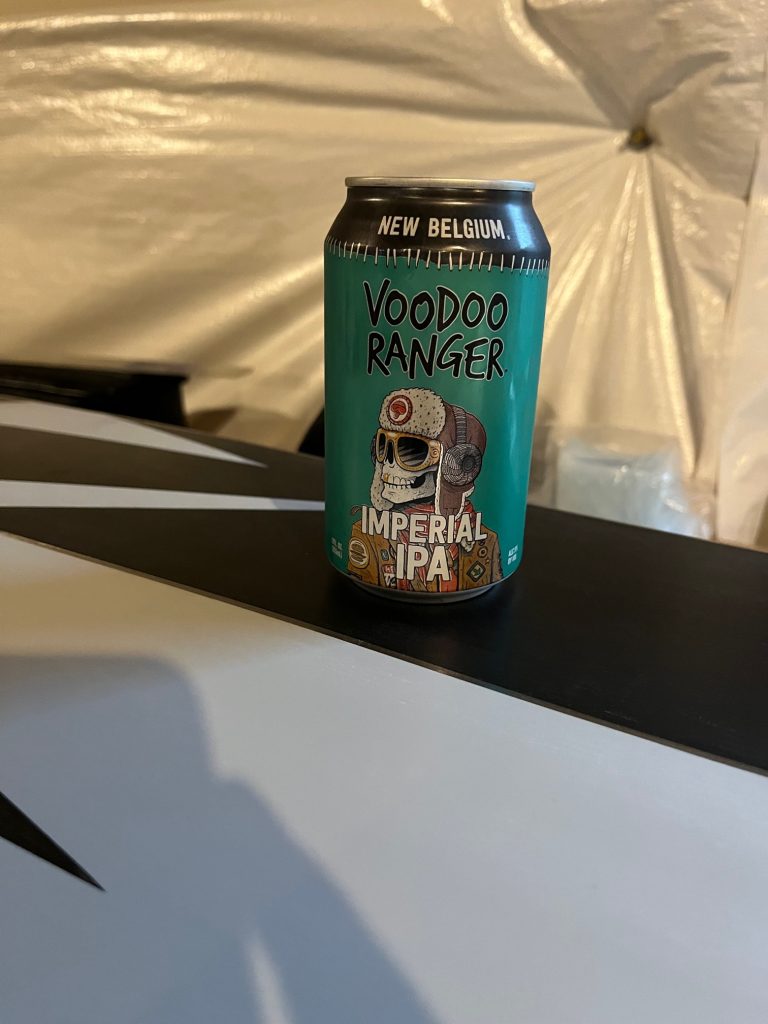 NEW BELGIUM.
VOODOO
RANGER
IMPERIAL
IPA